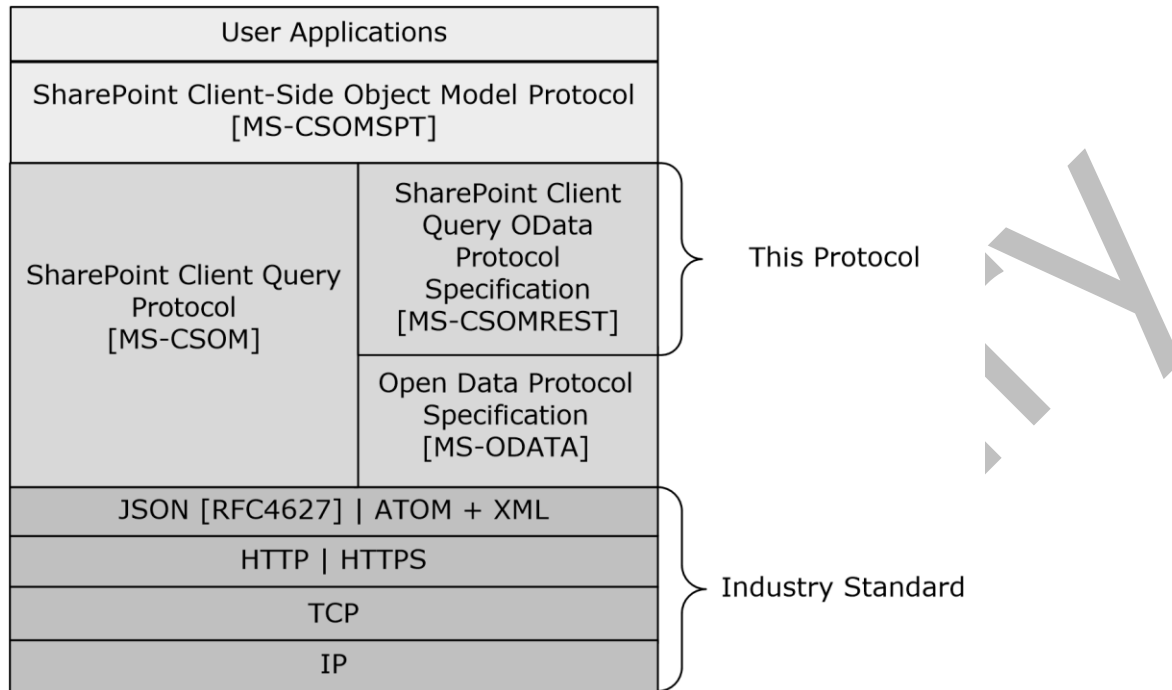 User Applications
SharePoint Client-Side Object Model Protocol
[MS-CSOMSPT]
SharePoint Client Query
Protocol
[MS-CSOM]
SharePoint Client
Query OData
Protocol
Specification
[MS-CSOMREST]
This Protocol
Open Data Protocol
Specification
[MS-ODATA]
JSON [RFC4627] | ATOM + XML
HTTP | HTTPS
TCP
IP
Industry Standard